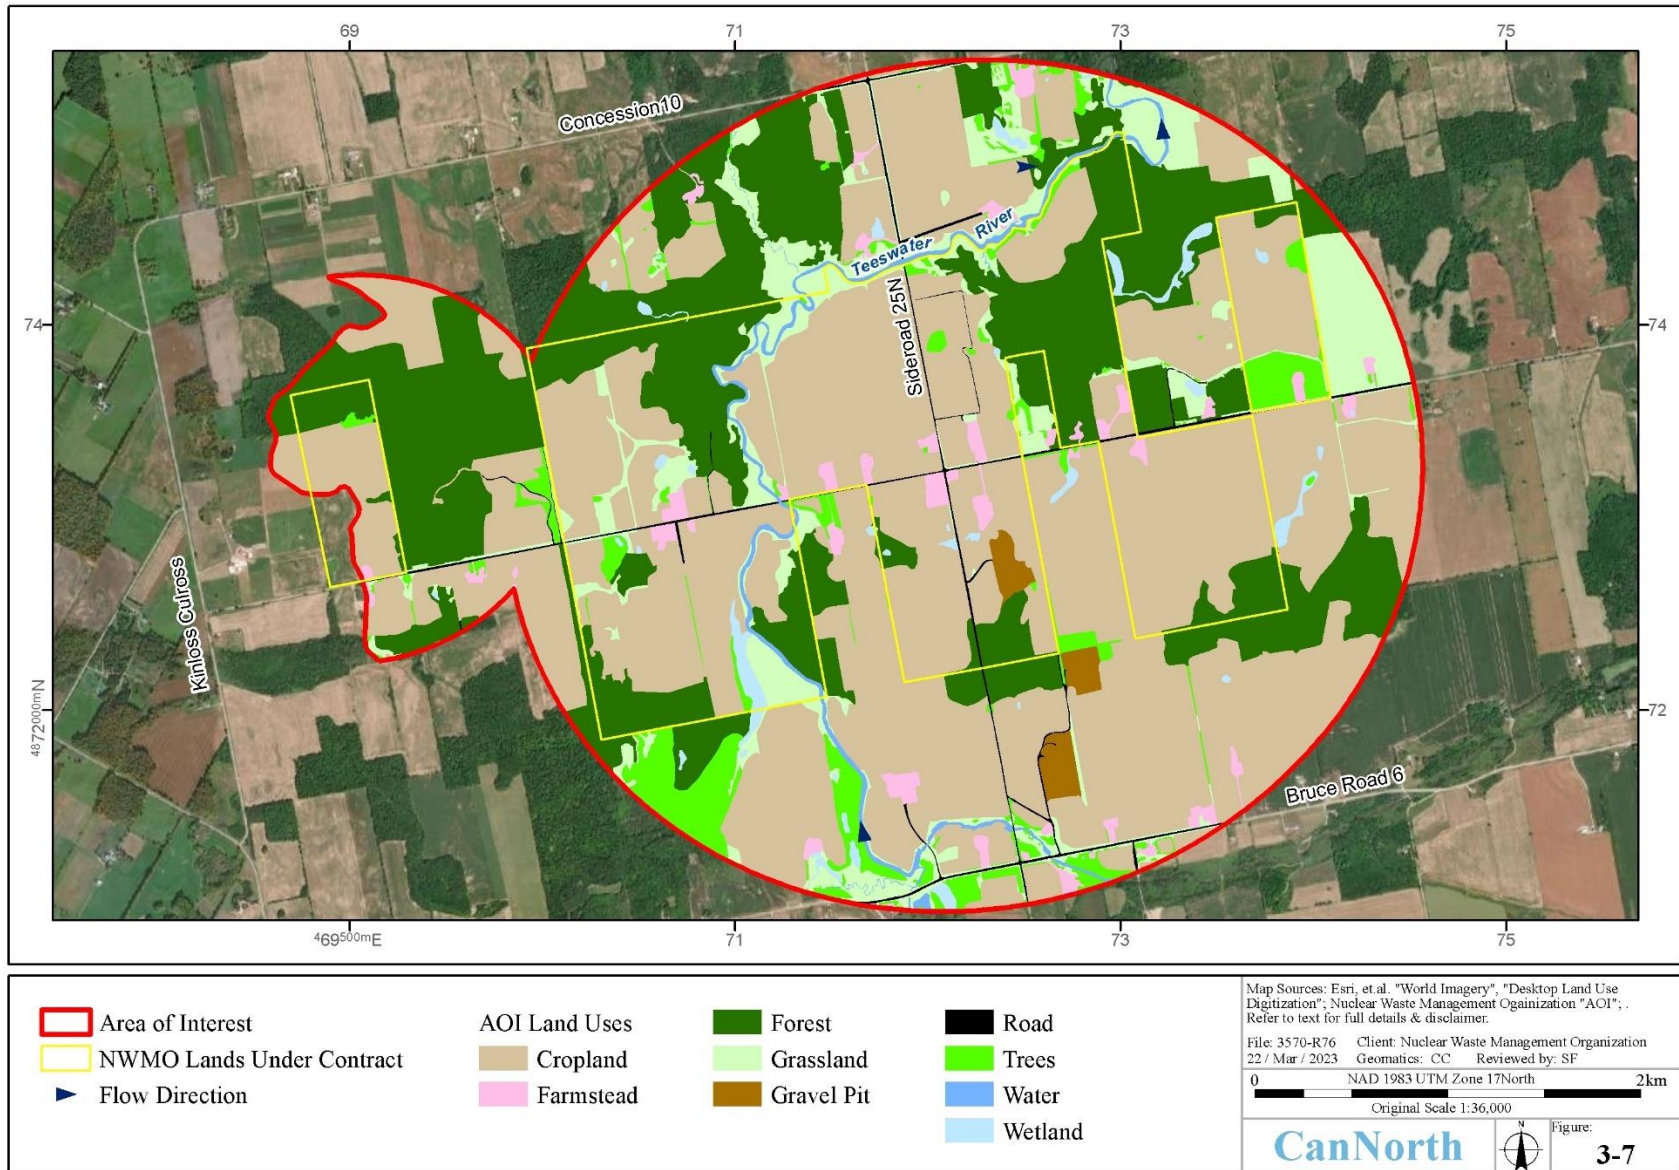 69 71 73 75
Concession10
Teeswater River
Sideroad 25N
74 74
Kinloss Culross
4872000mN 72
Bruce Road 6
469500mE 71 73 75
Area of Interest
NWMO Lands Under Contract
Flow Direction
AOI Land Uses
Cropland
Farmstead
Forest
Grassland
Gravel Pit
Road
Trees
Water
Wetland
Map Sources: Esri, et.al. "World Imagery", "Desktop Land Use
Digitization"; Nuclear Waste Management Ogainization "AOI"; .
Refer to text for full details & disclaimer.
File: 3570-R76 Client: Nuclear Waste Management Organization
22 / Mar / 2023 Geomatics: CC Reviewed by: SF
0 NAD 1983 UTM Zone 17North 2km
Original Scale 1:36,000
CanNorth
N
Figure:
3-7